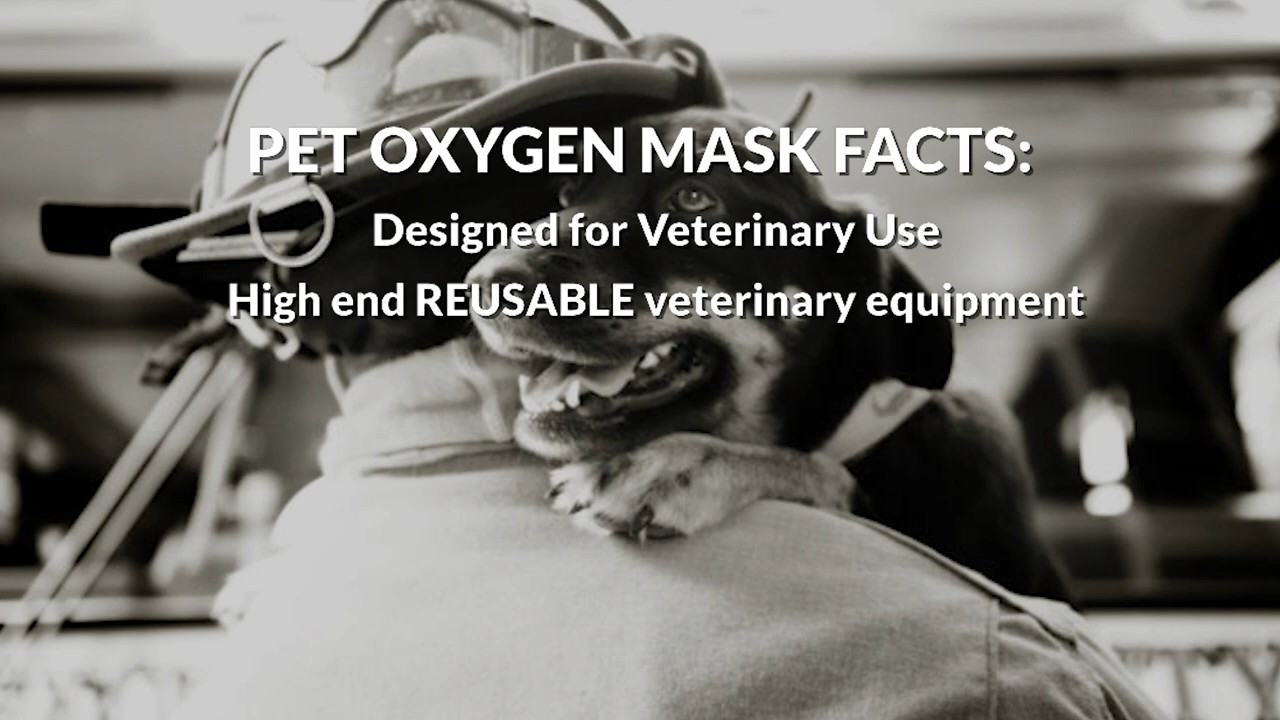 PET OXYGEN MASK FACTS:
Designed for Veterinary Use
High end REUSABLE veterinary equipment